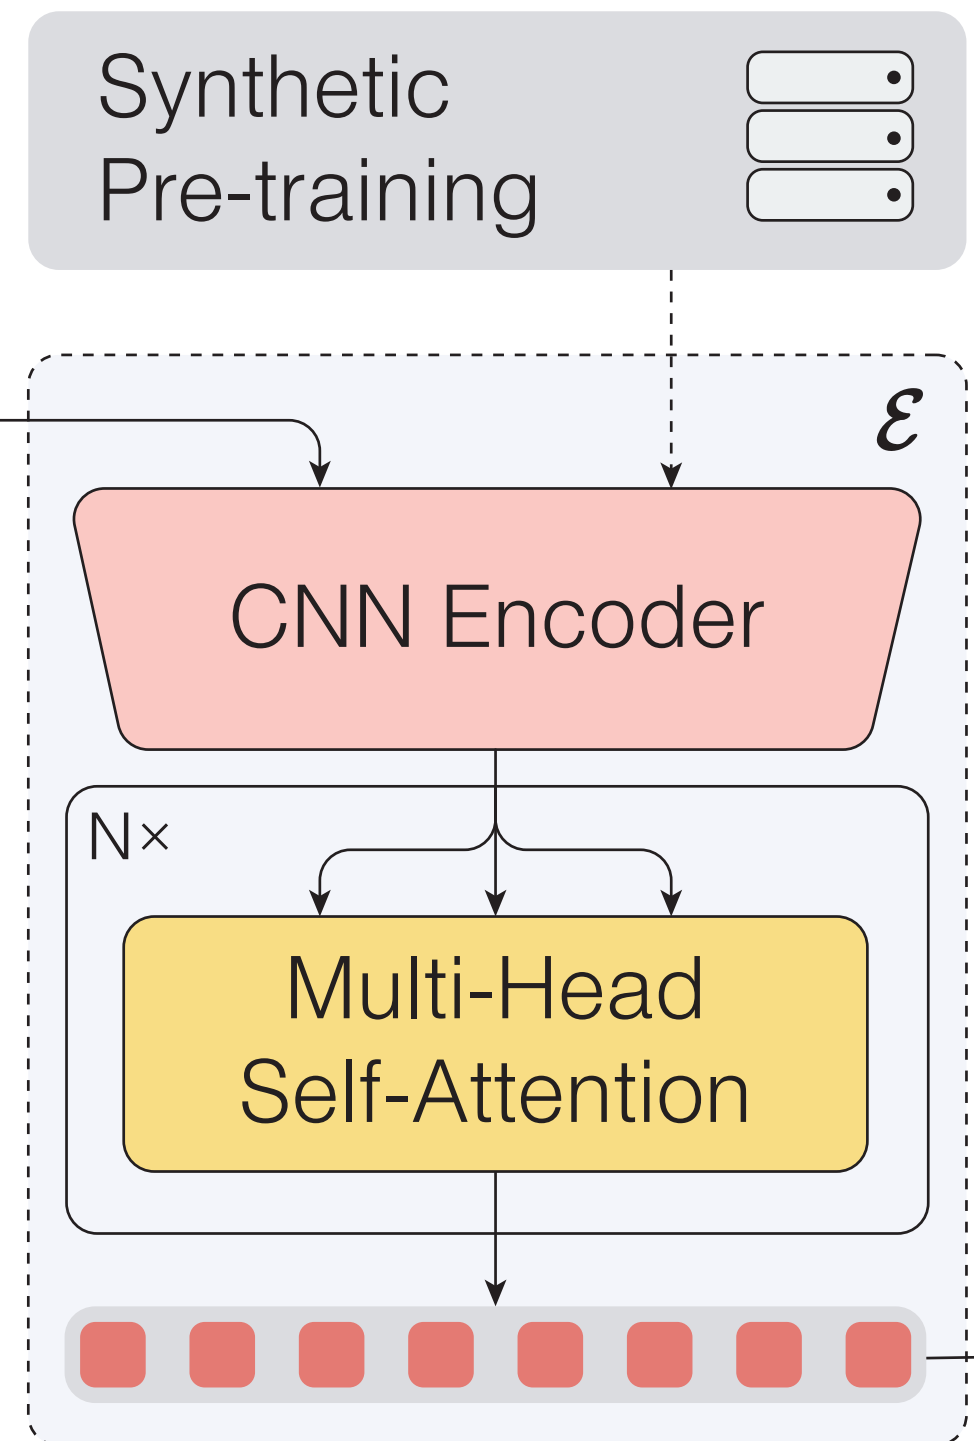 Synthetic
Pre-training
ℰ
CNN Encoder
N×
Multi-Head
Self-Attention